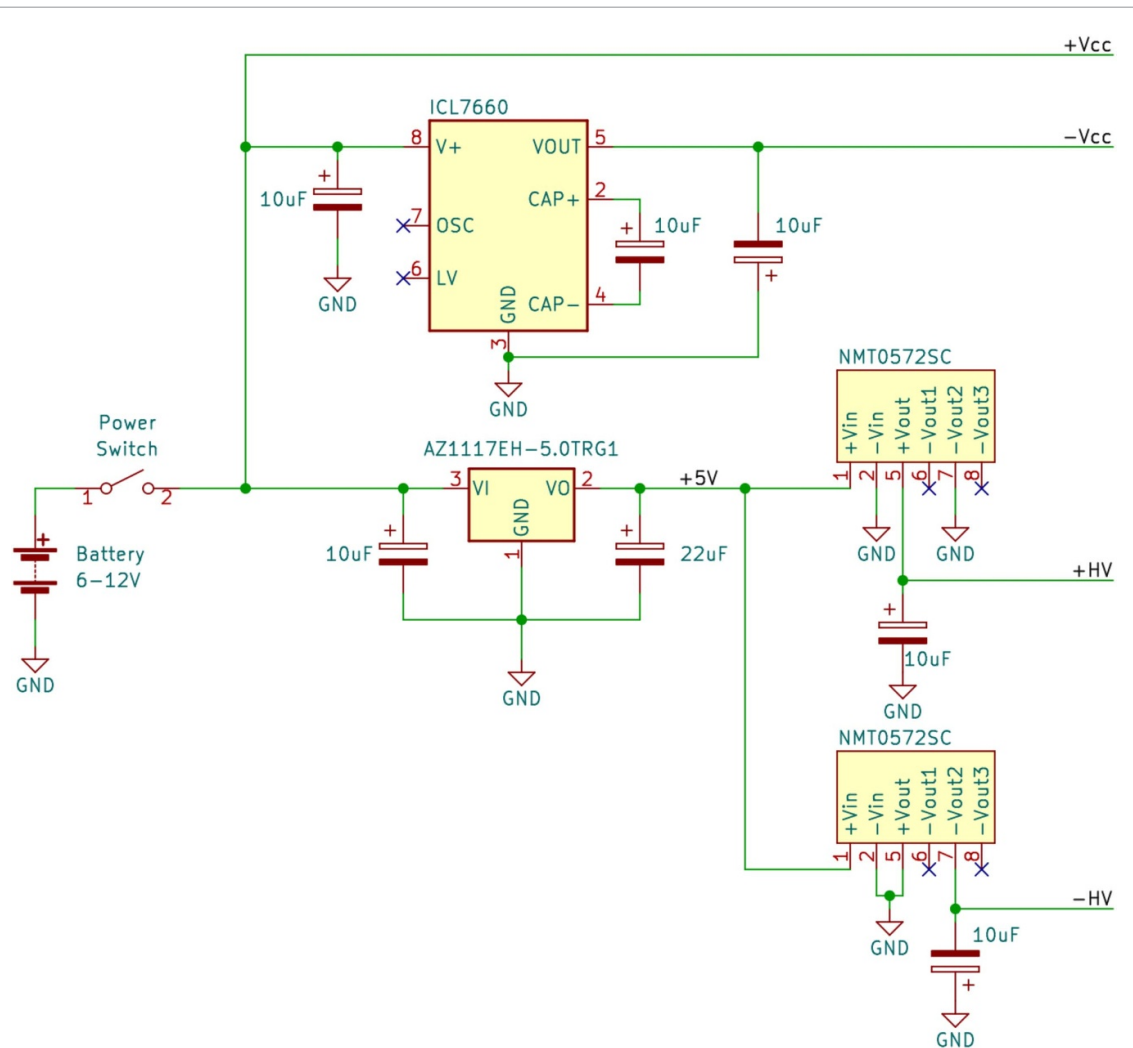 +Vcc
ICL7660
8
V+
VOUT
5
-Vcc
+
10uF
CAP+
2
7
OSC
+
10uF
10uF
6
LV
+
GND
GND
CAP-
4
3
GND
NMT0572SC
+Vin
-Vin
+Vout
-Vout1
-Vout2
-Vout3
1
2
5
6
7
8
Power
Switch
AZ1117EH-5.0TRG1
1
2
3
VI
VO
2
+5V
GND
+
10uF
1
+
22uF
GND
GND
+
Battery
6-12V
+HV
+
10uF
GND
GND
GND
NMT0572SC
+Vin
-Vin
+Vout
-Vout1
-Vout2
-Vout3
1
2
5
6
7
8
-HV
GND
10uF
+
GND